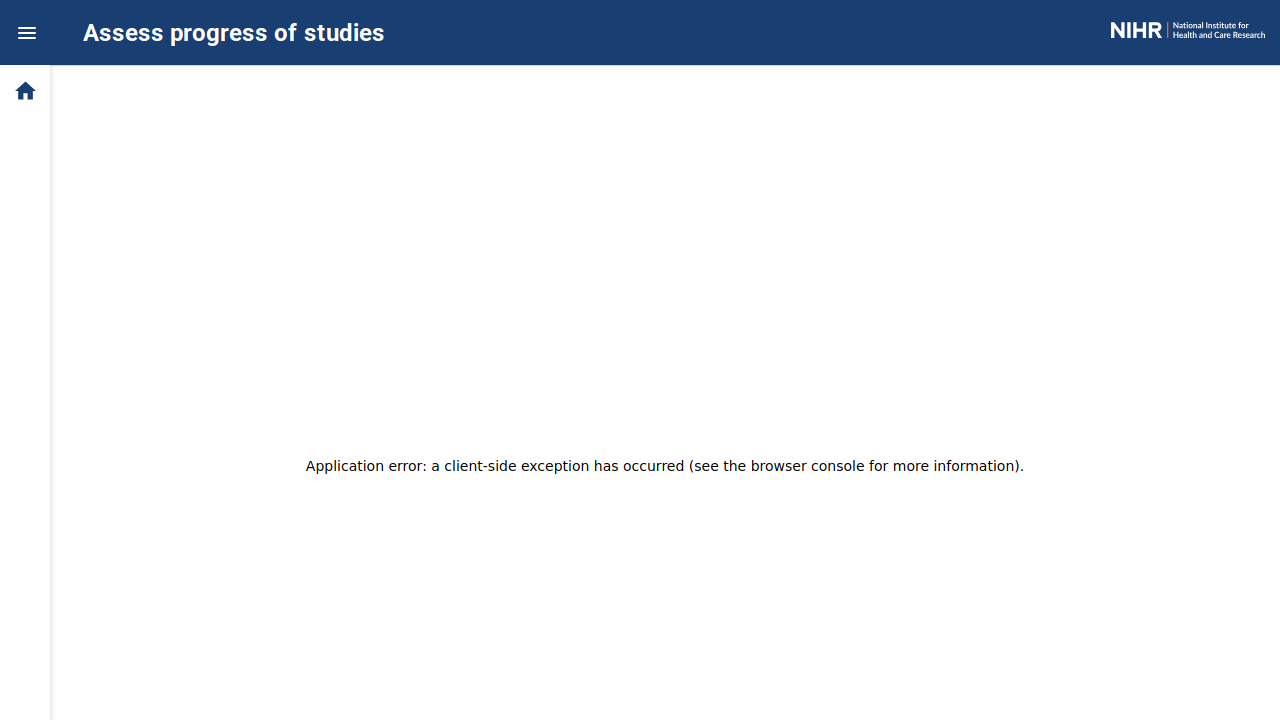 Assess progress of studies
NIHR
National Institute for
Health and Care Research
Application error: a client-side exception has occurred (see the browser console for more information).